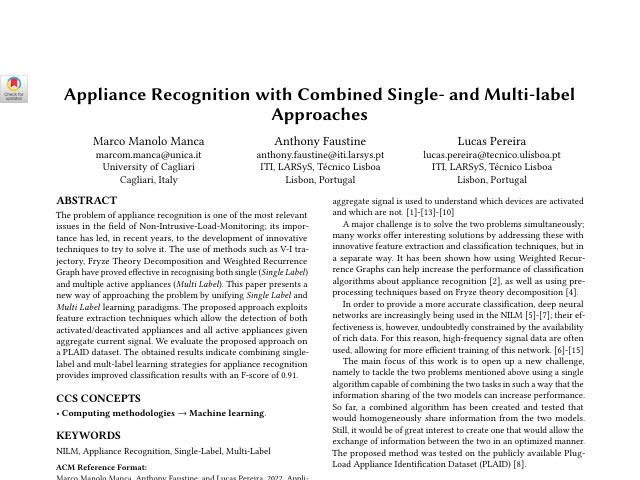 Check for
updates
Appliance Recognition with Combined Single- and Multi-label
Approaches
Marco Manolo Manca
marcom.manca@unica.it
University of Cagliari
Cagliari, Italy
Anthony Faustine
anthony.faustine@iti.larsys.pt
ITI, LARSyS, Técnico Lisboa
Lisbon, Portugal
Lucas Pereira
lucas.pereira@tecnico.ulisboa.pt
ITI, LARSyS, Técnico Lisboa
Lisbon, Portugal
ABSTRACT
The problem of appliance recognition is one of the most relevant
issues in the field of Non-Intrusive-Load-Monitoring; its impor-
tance has led, in recent years, to the development of innovative
techniques to try to solve it. The use of methods such as V-I tra-
jectory, Fryze Theory Decomposition and Weighted Recurrence
Graph have proved effective in recognising both single (Single Label)
and multiple active appliances (Multi Label). This paper presents a
new way of approaching the problem by unifying Single Label and
Multi Label learning paradigms. The proposed approach exploits
feature extraction techniques which allow the detection of both
activated/deactivated appliances and all active appliances given
aggregate current signal. We evaluate the proposed approach on
a PLAID dataset. The obtained results indicate combining single-
label and mult-label learning strategies for appliance recognition
provides improved classification results with an F-score of 0.91.
CCS CONCEPTS
• Computing methodologies → Machine learning.
KEYWORDS
NILM, Appliance Recognition, Single-Label, Multi-Label
ACM Reference Format:
Marco Manolo Manca, Anthony Faustine, and Lucas Pereira. 2022. Appli-
aggregate signal is used to understand which devices are activated
and which are not. [1]-[13]-[10]
A major challenge is to solve the two problems simultaneously;
many works offer interesting solutions by addressing these with
innovative feature extraction and classification techniques, but in
a separate way. It has been shown how using Weighted Recur-
rence Graphs can help increase the performance of classification
algorithms about appliance recognition [2], as well as using pre-
processing techniques based on Fryze theory decomposition [4].
In order to provide a more accurate classification, deep neural
networks are increasingly being used in the NILM [5]-[7]; their ef-
fectiveness is, however, undoubtedly constrained by the availability
of rich data. For this reason, high-frequency signal data are often
used, allowing for more efficient training of this network. [6]-[15]
The main focus of this work is to open up a new challenge,
namely to tackle the two problems mentioned above using a single
algorithm capable of combining the two tasks in such a way that the
information sharing of the two models can increase performance.
So far, a combined algorithm has been created and tested that
would homogeneously share information from the two models.
Still, it would be of great interest to create one that would allow the
exchange of information between the two in an optimized manner.
The proposed method was tested on the publicly available Plug-
Load Appliance Identification Dataset (PLAID) [8].